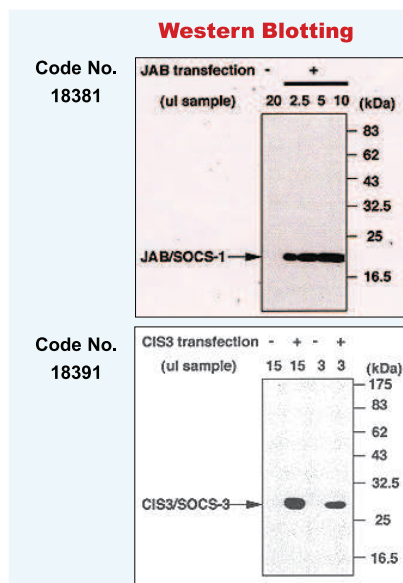 Western Blotting
Code No.
18381
JAB transfection - +
(ul sample) 20 2.5 5 10 (kDa)
83
62
43
32.5
25
JAB/SOCS-1
16.5
Code No.
18391
CIS3 transfection - + - +
(ul sample) 15 15 3 3 (kDa)
175
83
62
43
32.5
CIS3/SOCS-3
25
16.5